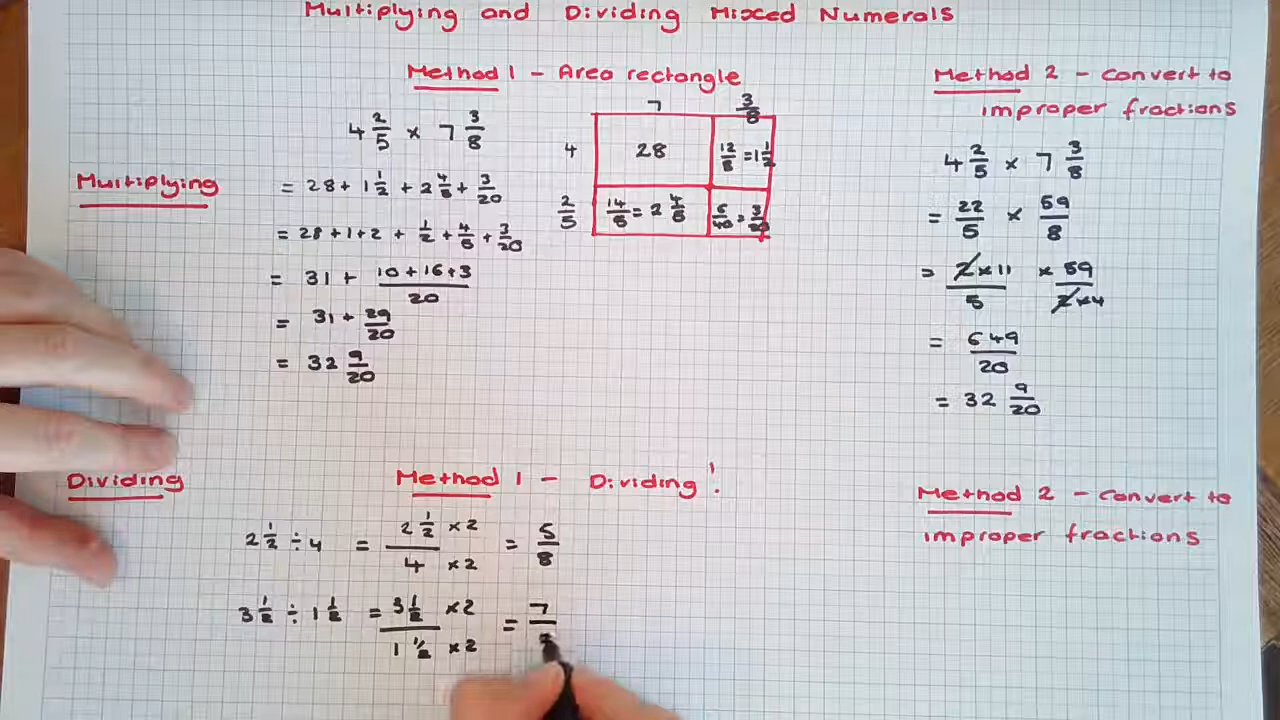 Multiplying and Dividing Mixed Numerals
Method 1 - Area rectangle
4 2/5 × 7 3/8
7 3/8
4 28 12/8 = 1 1/2
2/5 14/5 = 2 4/5 6/40 = 3/20
Multiplying
= 28 + 1 1/2 + 2 4/5 + 3/20
= 28 + 1 + 2 + 1/2 + 4/5 + 3/20
= 31 + (10 + 16 + 3)/20
= 31 + 29/20
= 32 9/20
Method 2 - convert to
improper fractions
4 2/5 × 7 3/8
= 22/5 × 59/8
= (2 × 11)/5 × 59/(2 × 4)
= 649/20
= 32 9/20
Dividing
Method 1 - Dividing!
2 1/2 ÷ 4 = (2 1/2 × 2)/(4 × 2) = 5/8
3 1/2 ÷ 1 1/2 = (3 1/2 × 2)/(1 1/2 × 2) = 7/
Method 2 - convert to
improper fractions